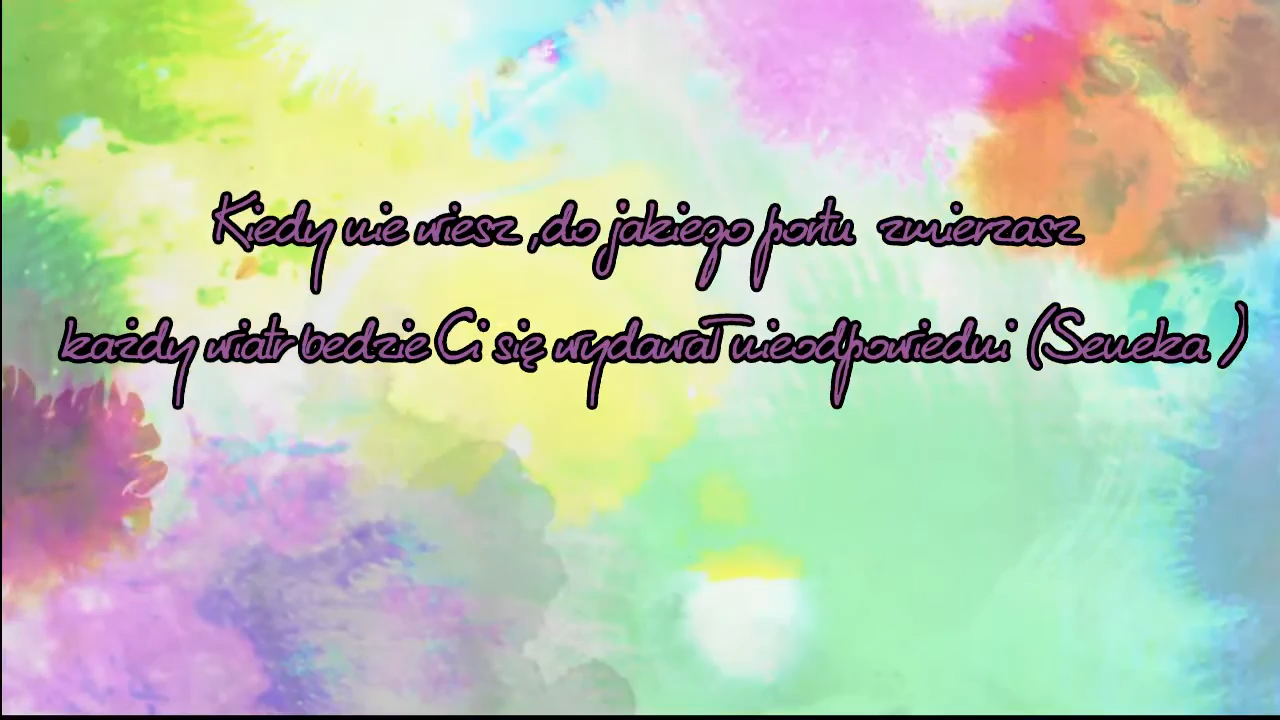 Kiedy nie wiesz ,do jakiego portu zmierzasz
każdy wiatr bedzie Ci się wydawał nieodpowiedni (Seneka )